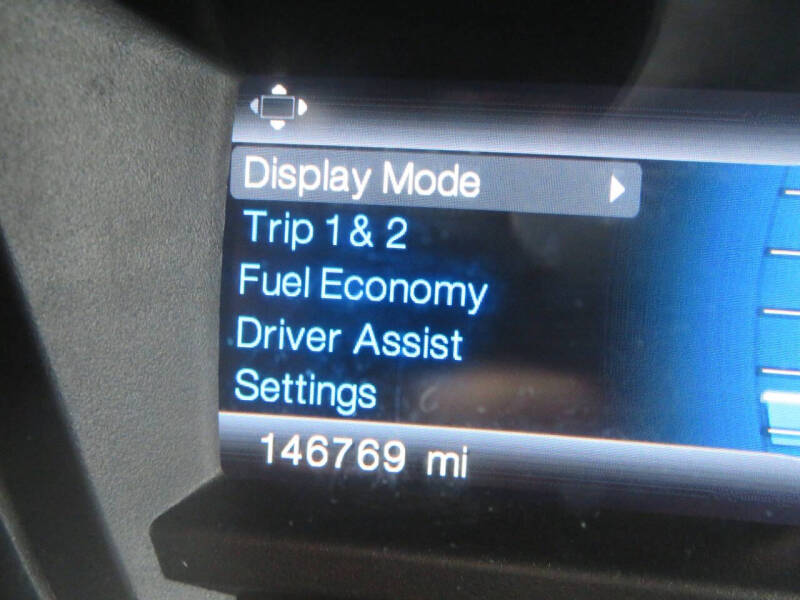 Display Mode
Trip 1 & 2
Fuel Economy
Driver Assist
Settings
146769 mi